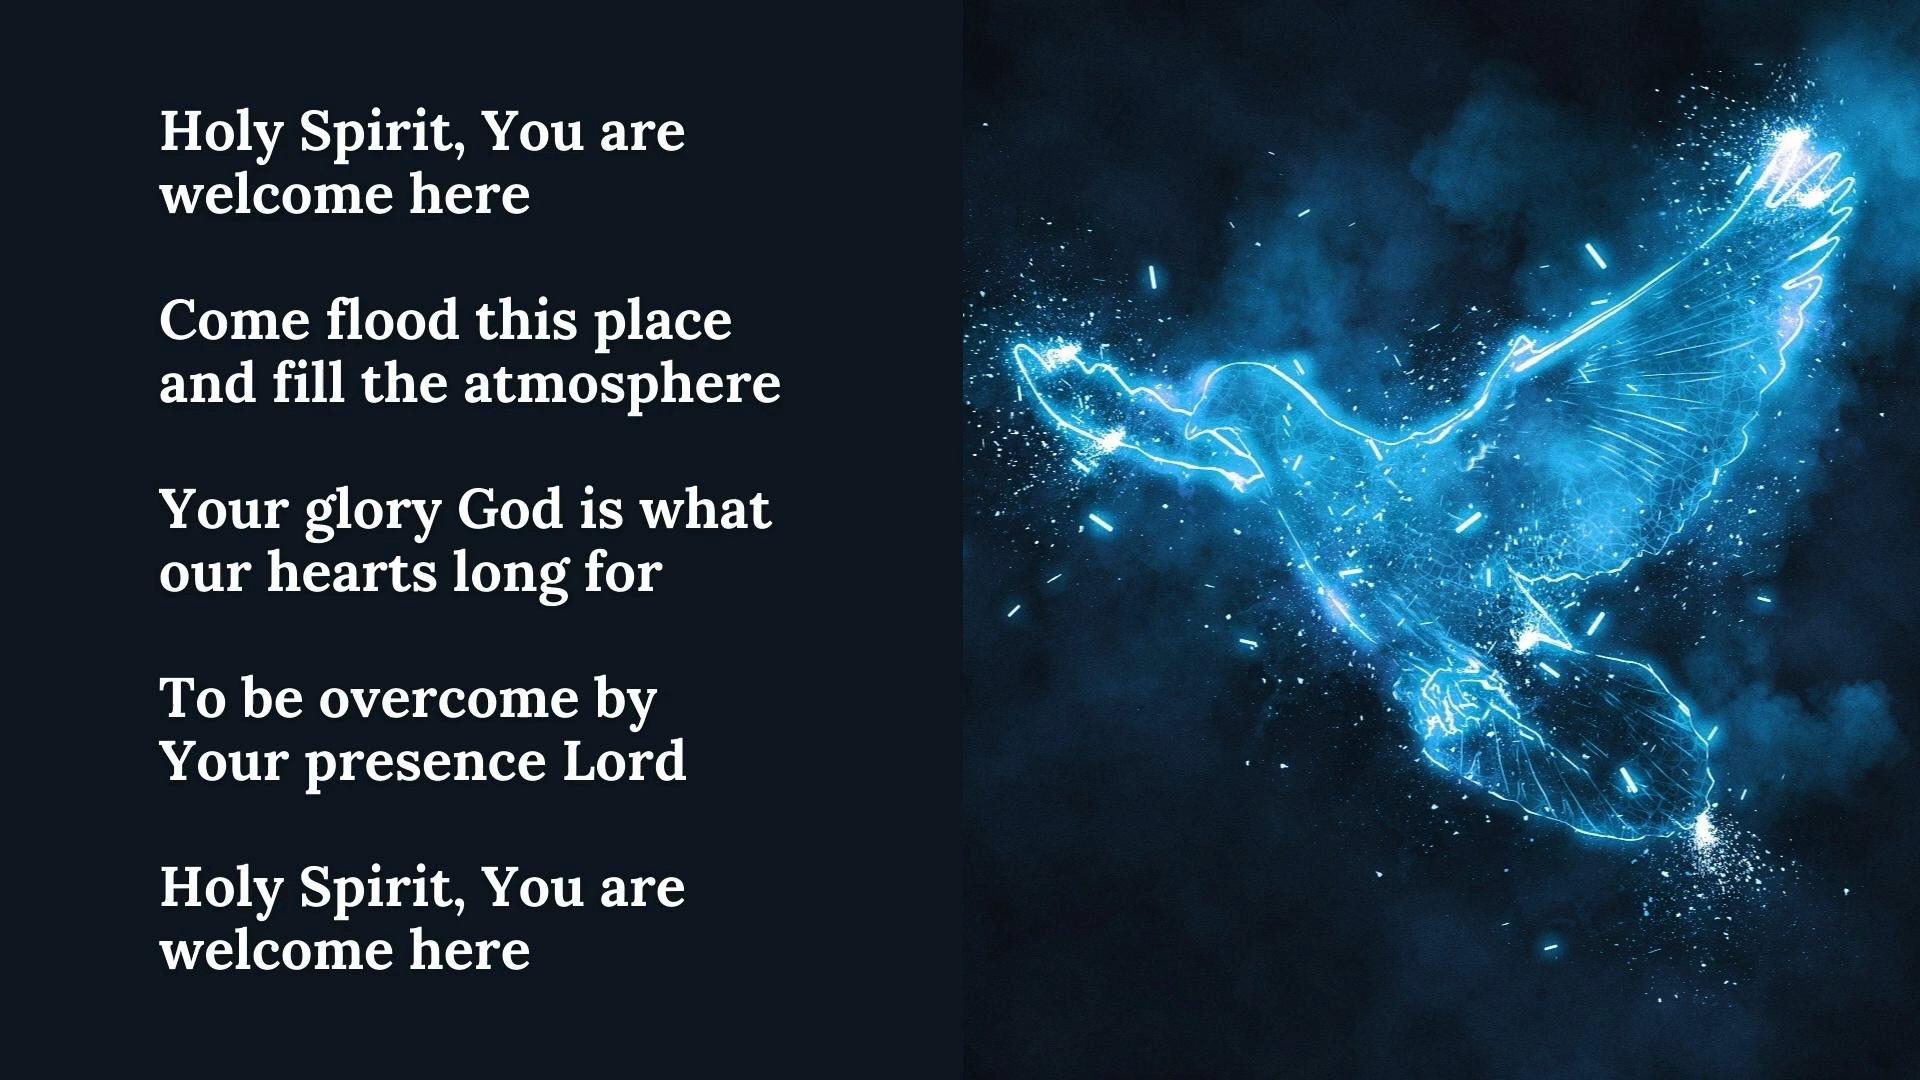 Holy Spirit, You are
welcome here
Come flood this place
and fill the atmosphere
Your glory God is what
our hearts long for
To be overcome by
Your presence Lord
Holy Spirit, You are
welcome here